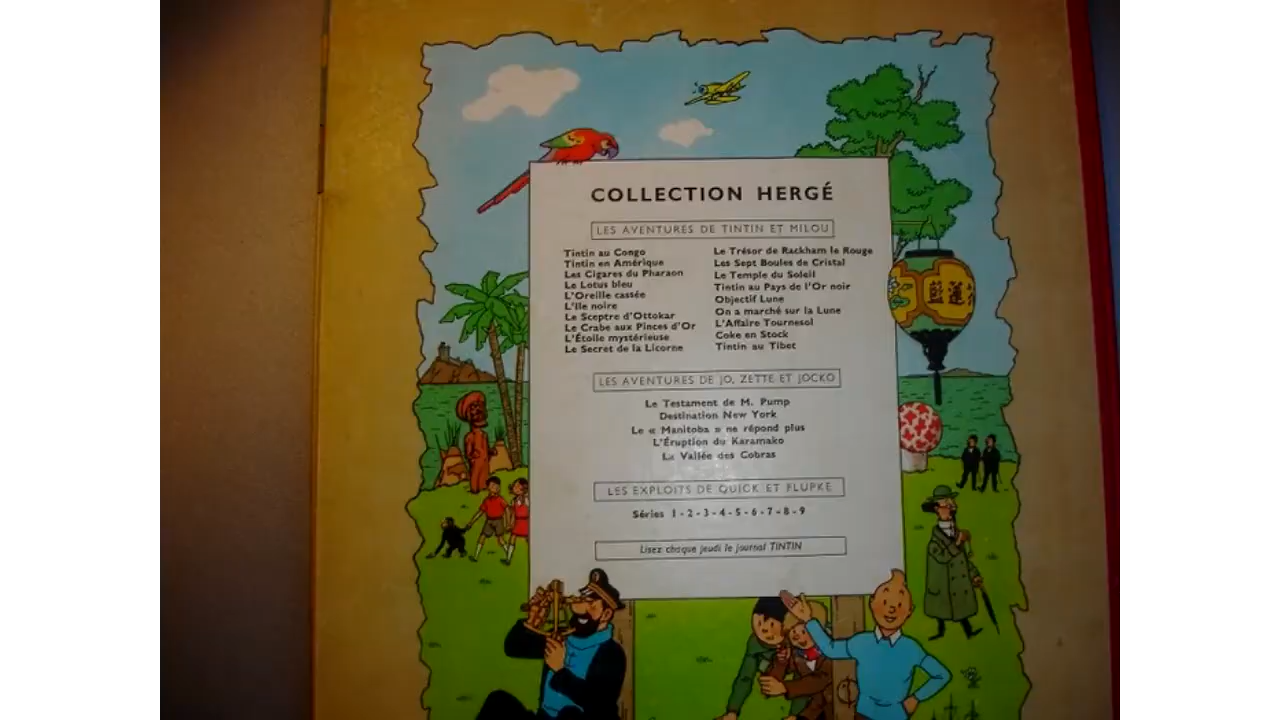 COLLECTION HERGÉ
LES AVENTURES DE TINTIN ET MILOU
Tintin au Congo
Tintin en Amérique
Les Cigares du Pharaon
Le Lotus bleu
L'Oreille cassée
L'Ile noire
Le Sceptre d'Ottokar
Le Crabe aux Pinces d'Or
L'Étoile mystérieuse
Le Secret de la Licorne
Le Trésor de Rackham le Rouge
Les Sept Boules de Cristal
Le Temple du Soleil
Tintin au Pays de l'Or noir
Objectif Lune
On a marché sur la Lune
L'Affaire Tournesol
Coke en Stock
Tintin au Tibet
LES AVENTURES DE JO, ZETTE ET JOCKO
Le Testament de M. Pump
Destination New York
Le « Manitoba » ne répond plus
L'Éruption du Karamako
La Vallée des Cobras
LES EXPLOITS DE QUICK ET FLUPKE
Séries 1 - 2 - 3 - 4 - 5 - 6 - 7 - 8 - 9
Lisez chaque jeudi le journal TINTIN